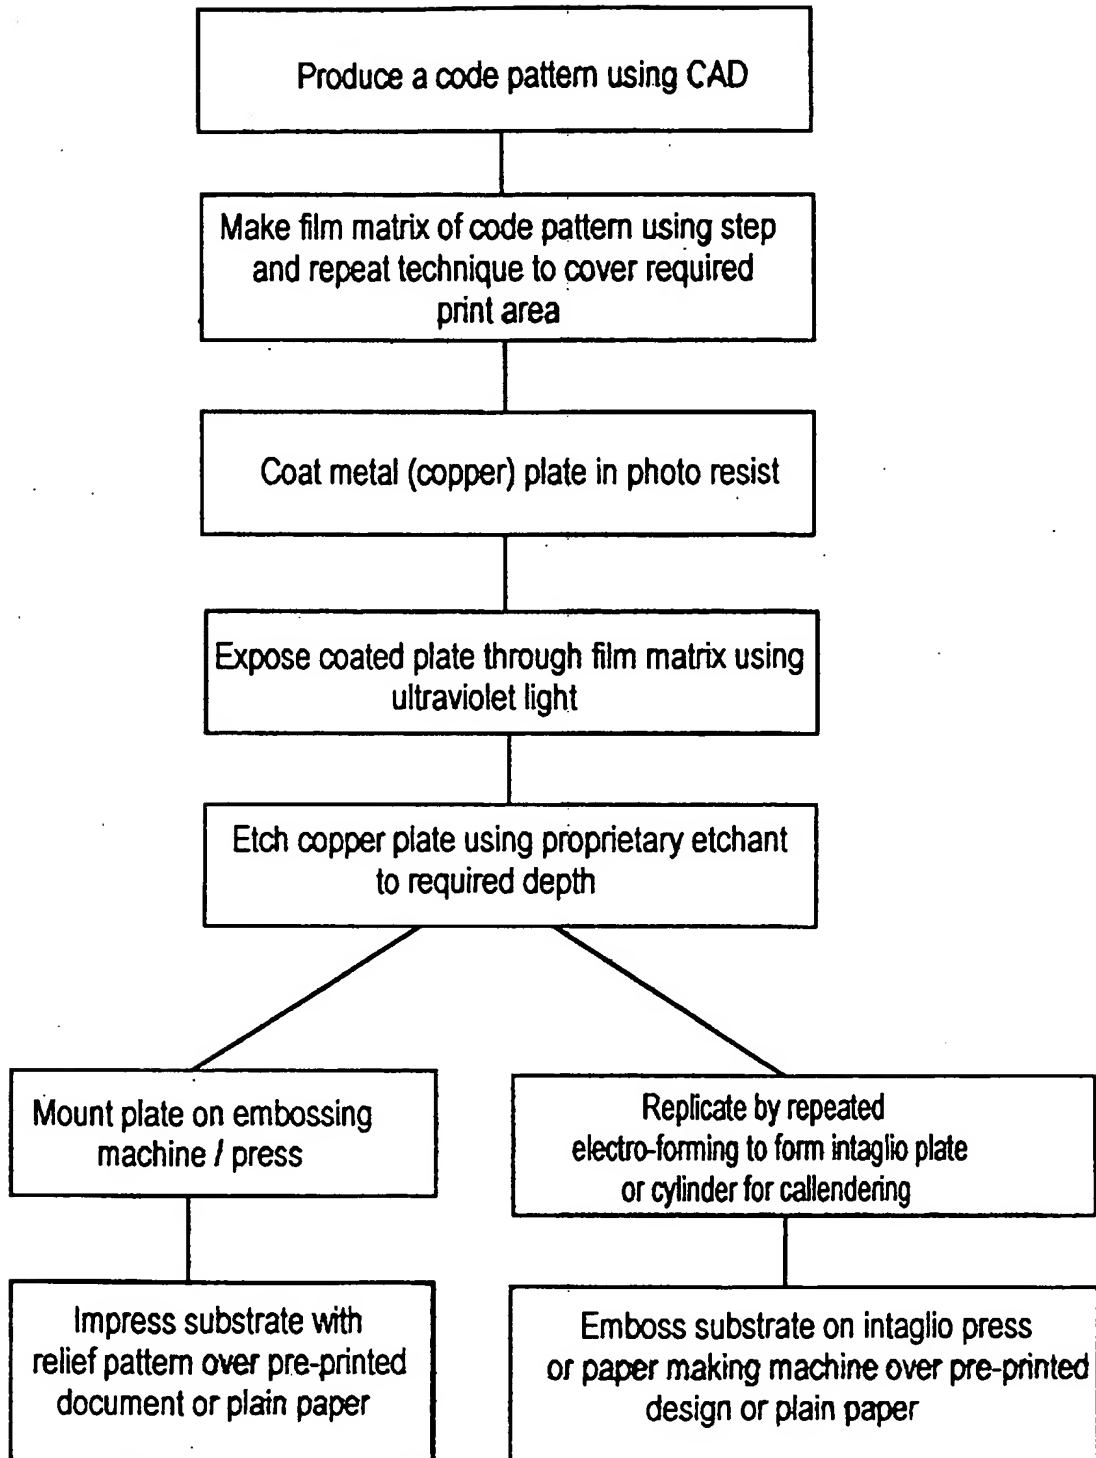 Produce a code pattern using CAD
Make film matrix of code pattern using step
and repeat technique to cover required
print area
Coat metal (copper) plate in photo resist
Expose coated plate through film matrix using
ultraviolet light
Etch copper plate using proprietary etchant
to required depth
Mount plate on embossing
machine / press
Impress substrate with
relief pattern over pre-printed
document or plain paper
Replicate by repeated
electro-forming to form intaglio plate
or cylinder for callendering
Emboss substrate on intaglio press
or paper making machine over pre-printed
design or plain paper